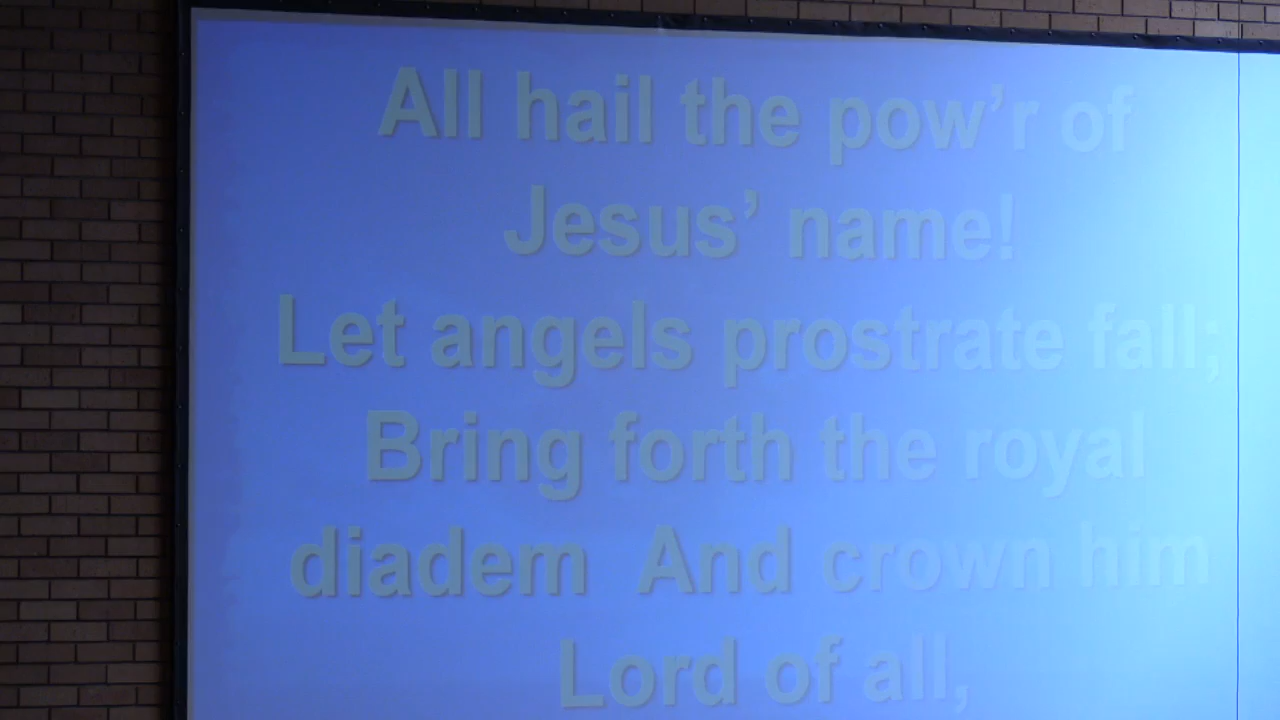 All hail the pow’r of
Jesus’ name!
Let angels prostrate fall;
Bring forth the royal
diadem  And crown him
Lord of all,